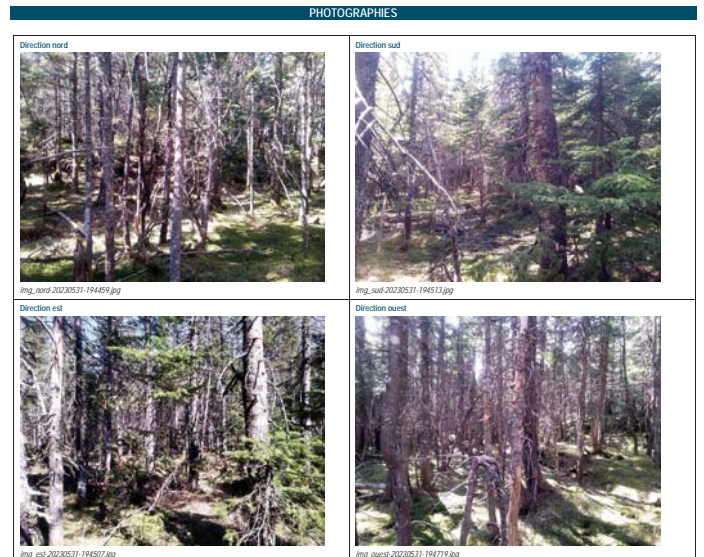 PHOTOGRAPHIES
Direction nord
Direction sud
img_nord-20230531-194459.jpg
img_sud-20230531-194513.jpg
Direction est
Direction ouest
img_est-20230531-194507.jpg
img_ouest-20230531-194719.jpg